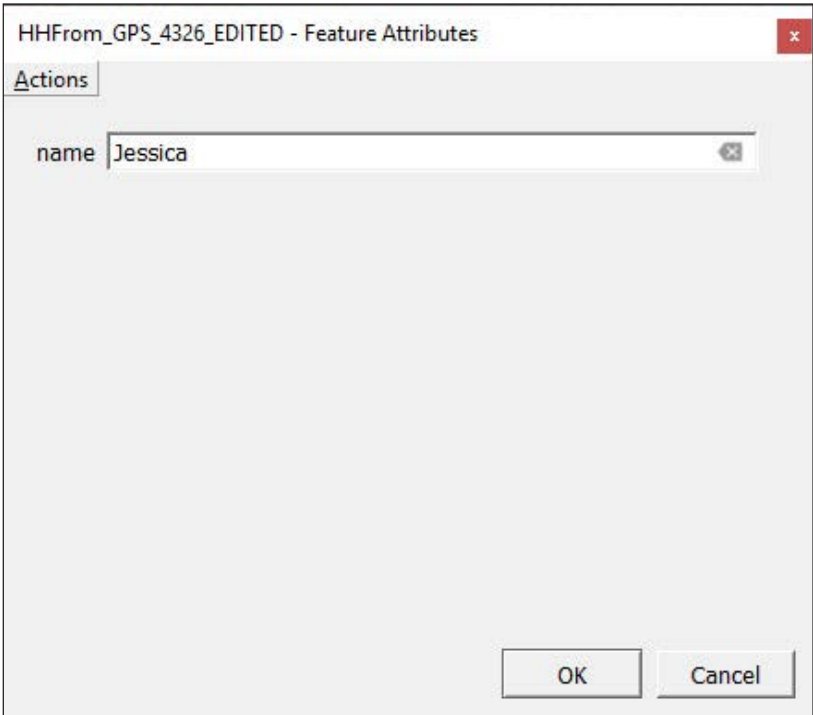 HHFrom_GPS_4326_EDITED - Feature Attributes
x
Actions
name Jessica
OK Cancel